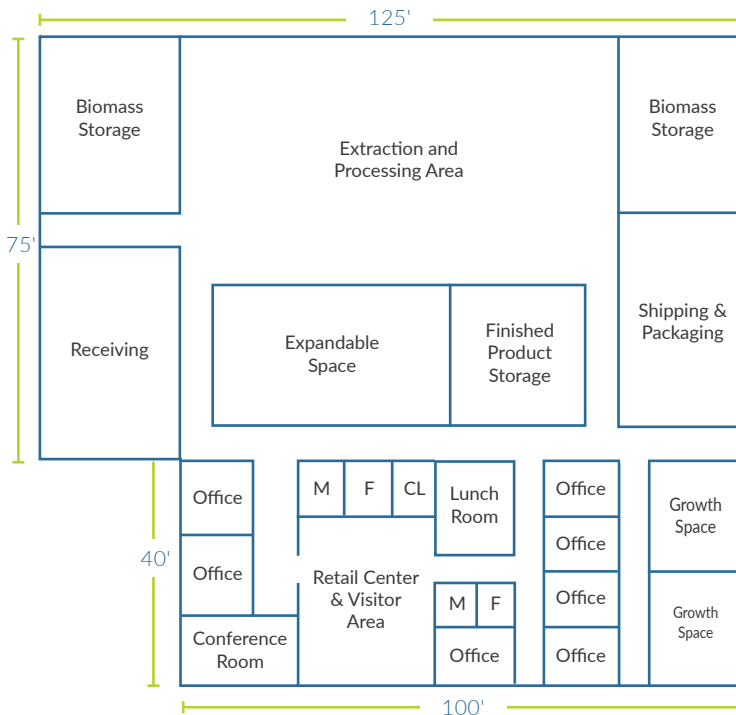 125'
Biomass
Storage
Extraction and
Processing Area
Biomass
Storage
75'
Receiving
Expandable
Space
Finished
Product
Storage
Shipping &
Packaging
40'
Office
M
F
CL
Lunch
Room
Office
Growth
Space
Office
Office
Retail Center
& Visitor
Area
M
F
Office
Growth
Space
Conference
Room
Office
Office
100'